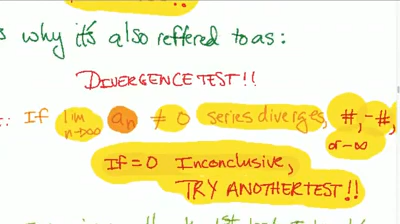 s why it's also reffered to as:
DIVERGENCE TEST!!
: If lim n→∞ an ≠ 0 series diverges, #, -#,
or -∞
If = 0 Inconclusive,
TRY ANOTHER TEST!!